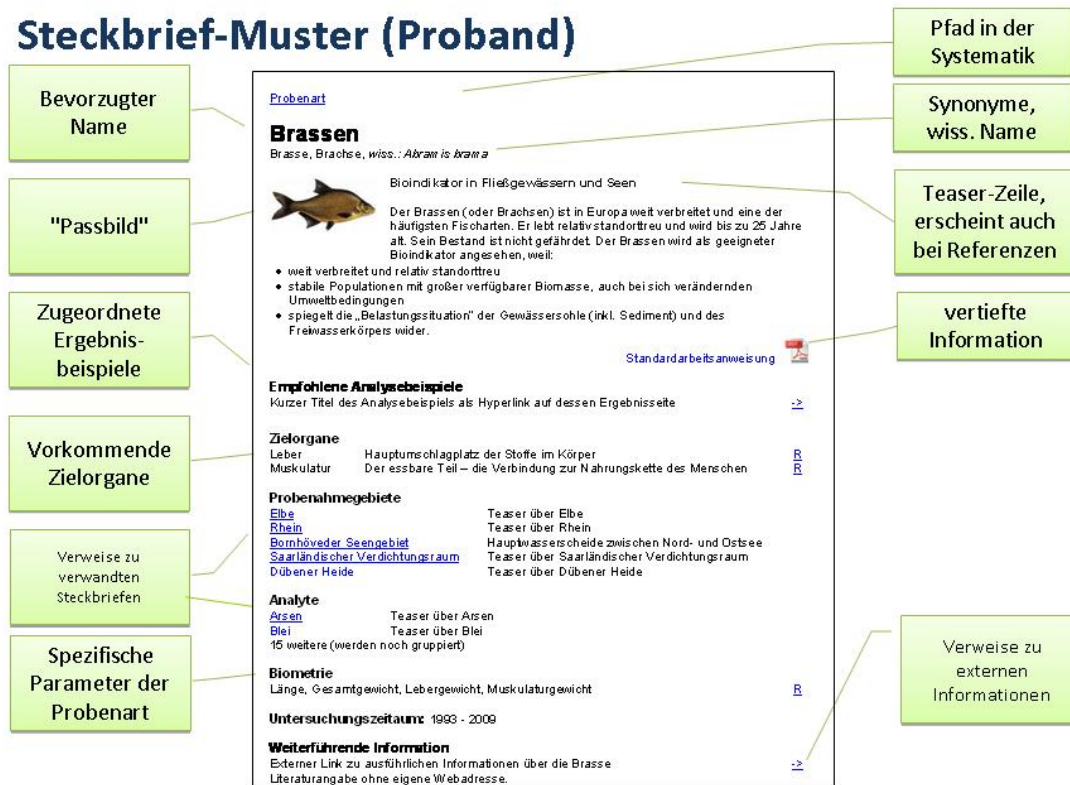 Steckbrief-Muster (Proband)
Bevorzugter
Name
"Passbild"
Zugeordnete
Ergebnis-
beispiele
Vorkommende
Zielorgane
Verweise zu
verwandten
Steckbriefen
Spezifische
Parameter der
Probenart
Probenart
Brassen
Brasse, Brachse, wiss.: Abramis brama
Bioindikator in Fließgewässern und Seen
Der Brassen (oder Brachsen) ist in Europa weit verbreitet und eine der
häufigsten Fischarten. Er lebt relativ standorttreu und wird bis zu 25 Jahre
alt. Sein Bestand ist nicht gefährdet. Der Brassen wird als geeigneter
Bioindikator angesehen, weil:
• weit verbreitet und relativ standorttreu
• stabile Populationen mit großer verfügbarer Biomasse, auch bei sich verändernden
Umweltbedingungen
• spiegelt die „Belastungssituation“ der Gewässersohle (inkl. Sediment) und des
Freiwasserkörpers wider.
Standardarbeitsanweisung
Empfohlene Analysebeispiele
Kurzer Titel des Analysebeispiels als Hyperlink auf dessen Ergebnisseite ->
Zielorgane
Leber Hauptumschlagplatz der Stoffe im Körper R
Muskulatur Der essbare Teil – die Verbindung zur Nahrungskette des Menschen R
Probenahmegebiete
Elbe Teaser über Elbe
Rhein Teaser über Rhein
Bornhöveder Seengebiet Hauptwasserscheide zwischen Nord- und Ostsee
Saarländischer Verdichtungsraum Teaser über Saarländischer Verdichtungsraum
Dübener Heide Teaser über Dübener Heide
Analyte
Arsen Teaser über Arsen
Blei Teaser über Blei
15 weitere (werden noch gruppiert)
Biometrie
Länge, Gesamtgewicht, Lebergewicht, Muskulaturgewicht R
Untersuchungszeitaum: 1993 - 2009
Weiterführende Information
Externer Link zu ausführlichen Informationen über die Brasse ->
Literaturangabe ohne eigene Webadresse.
Pfad in der
Systematik
Synonyme,
wiss. Name
Teaser-Zeile,
erscheint auch
bei Referenzen
vertiefte
Information
Verweise zu
externen
Informationen